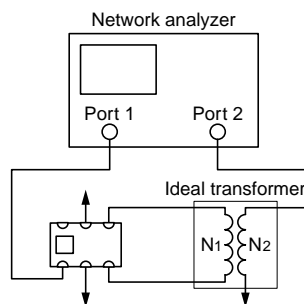 Network analyzer
Port 1 Port 2
Ideal transformer
N1 N2